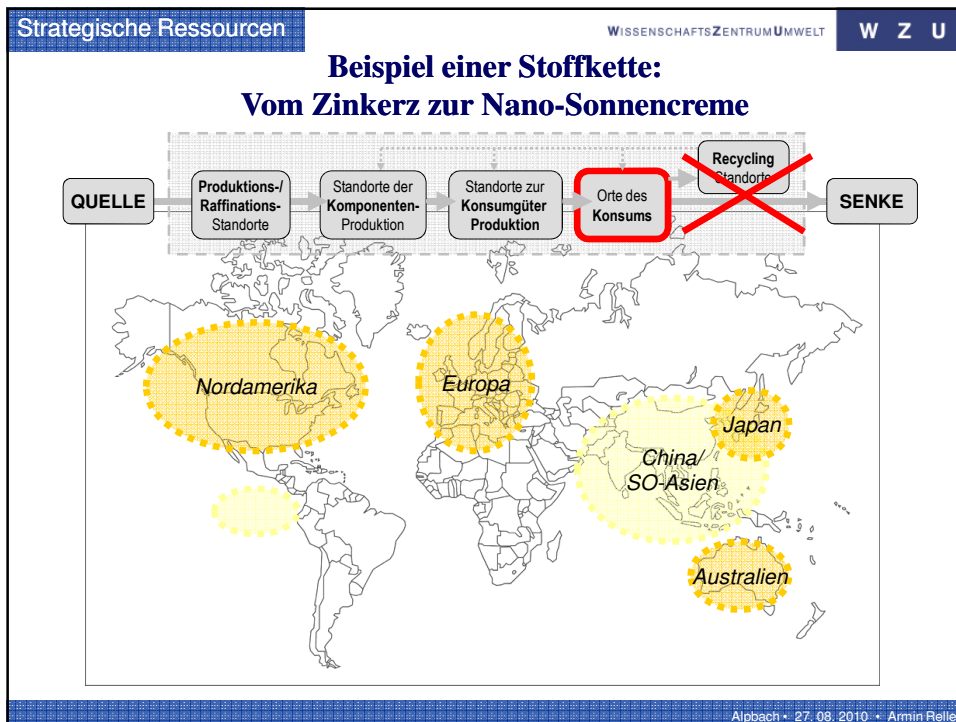 Strategische Ressourcen
WISSENSCHAFTSZENTRUMUMWELT
W Z U
Beispiel einer Stoffkette:
Vom Zinkerz zur Nano-Sonnencreme
QUELLE
Produktions-/
Raffinations-
Standorte
Standorte der
Komponenten-
Produktion
Standorte zur
Konsumgüter
Produktion
Orte des
Konsums
Recycling
Standorte
SENKE
Nordamerika
Europa
Japan
China/
SO-Asien
Australien
Alpbach • 27. 08. 2010 • Armin Relle